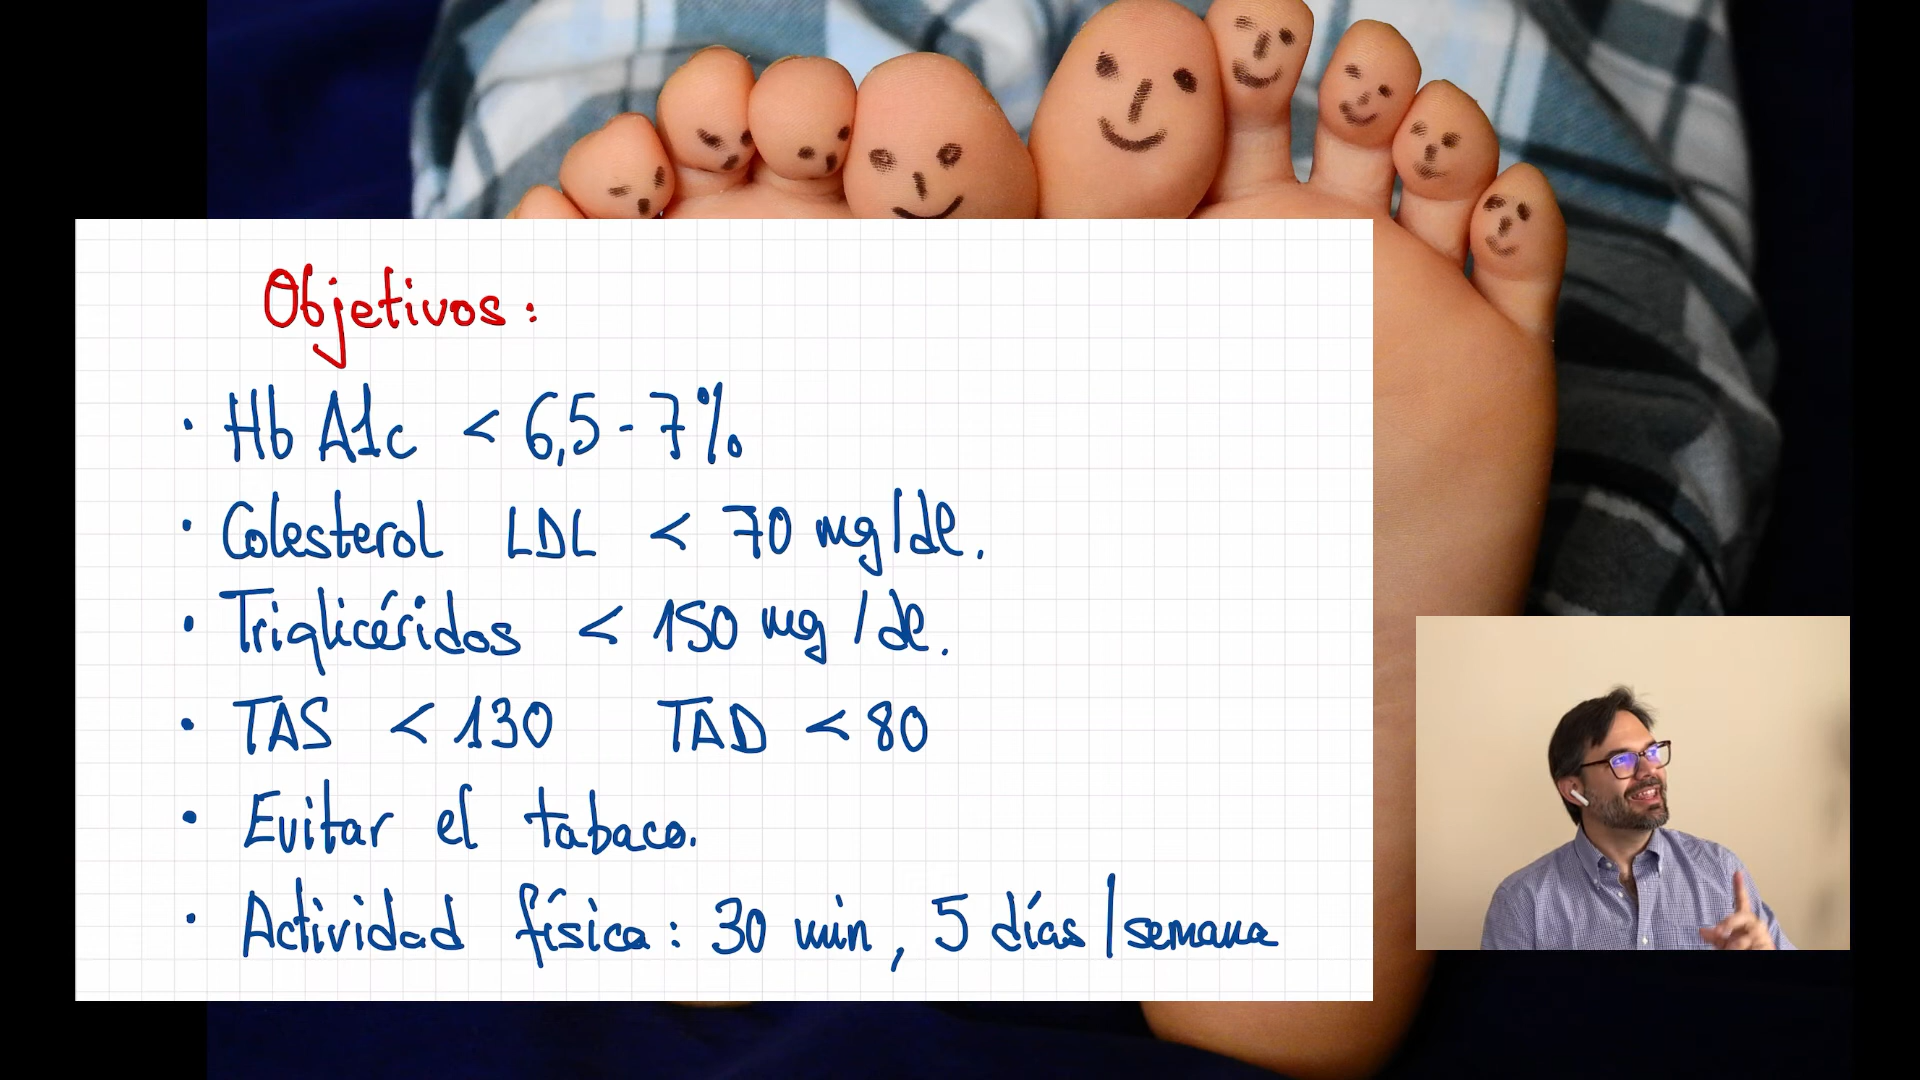 Objetivos:
· Hb A1c < 6,5 - 7%
· Colesterol LDL < 70 mg/dl.
· Triglicéridos < 150 mg/dl.
· TAS < 130 TAD < 80
· Evitar el tabaco.
· Actividad física: 30 min, 5 días/semana